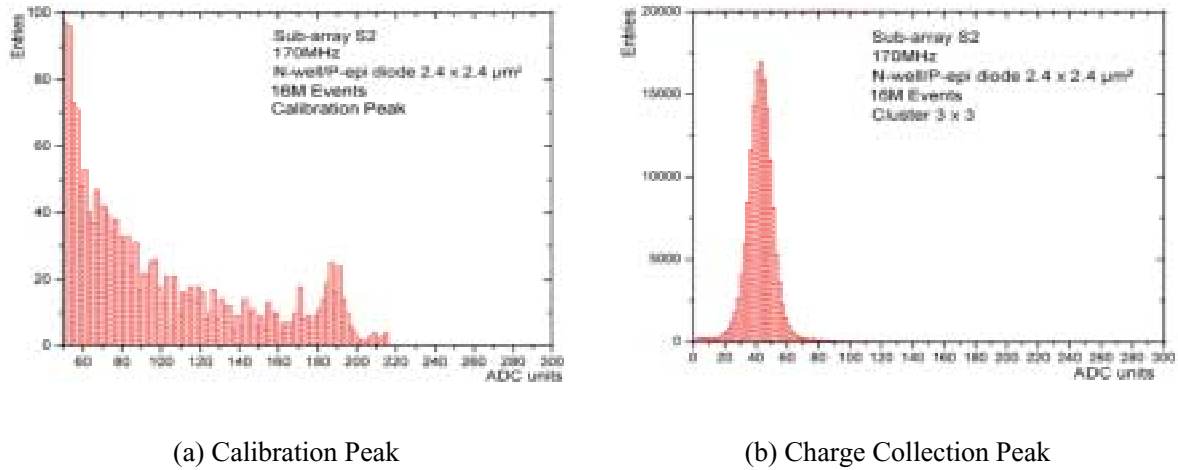 Entries
100
80
60
40
20
0
60 80 100 120 140 160 180 200 220 240 260 280 300
ADC units
Sub-array S2
170MHz
N-well/P-epi diode 2.4 x 2.4 µm²
16M Events
Calibration Peak
(a) Calibration Peak
Entries
20000
15000
10000
5000
0
0 20 40 60 80 100 120 140 160 180 200 220 240 260 280 300
ADC units
Sub-array S2
170MHz
N-well/P-epi diode 2.4 x 2.4 µm²
16M Events
Cluster 3 x 3
(b) Charge Collection Peak